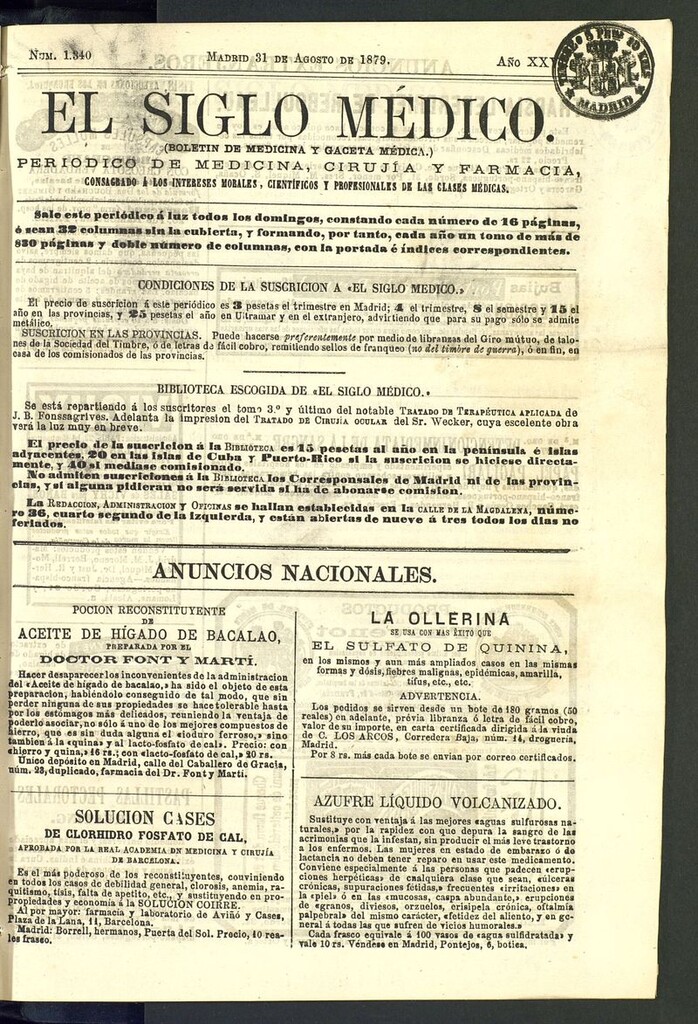 NUM. 1.340
MADRID 31 DE AGOSTO DE 1879.
AÑO XXV
MADRID
EL SIGLO MÉDICO.
(BOLETIN DE MEDICINA Y GACETA MÉDICA.)
PERIODICO DE MEDICINA, CIRUJÍA Y FARMACIA,
CONSAGRADO Á LOS INTERESES MORALES, CIENTÍFICOS Y PROFESIONALES DE LAS CLASES MÉDICAS.
Sale este periódico á luz todos los domingos, constando cada número de 16 páginas,
ó sean 32 columnas sin la cubierta, y formando, por tanto, cada año un tomo de más de
830 páginas y doble número de columnas, con la portada é índices correspondientes.
CONDICIONES DE LA SUSCRICION A «EL SIGLO MEDICO.»
El precio de suscricion á este periódico es 3 pesetas el trimestre en Madrid; 4 el trimestre, 8 el semestre y 15 el
año en las provincias, y 25 pesetas el año en Ultramar y en el extranjero, advirtiendo que para su pago sólo se admite
metálico.
SUSCRICION EN LAS PROVINCIAS. Puede hacerse preferentemente por medio de libranzas del Giro mútuo, de talo-
nes de la Sociedad del Timbre, ó de letras de fácil cobro, remitiendo sellos de franqueo (no del timbre de guerra), ó en fin, en
casa de los comisionados de las provincias.
BIBLIOTECA ESCOGIDA DE «EL SIGLO MÉDICO.»
Se está repartiendo á los suscritores el tomo 3.º y último del notable TRATADO DE TERAPÉUTICA APLICADA de
J. B. Fonssagrives. Adelanta la impresion del TRATADO DE CIRUJÍA OCULAR del Sr. Wecker, cuya excelente obra
verá la luz muy en breve.
El precio de la suscricion á la BIBLIOTECA es 15 pesetas al año en la península é islas
adyacentes, 20 en las islas de Cuba y Puerto-Rico si la suscricion se hiciese directa-
mente, y 40 si mediase comisionado.
No admiten suscriciones á la BIBLIOTECA los Corresponsales de Madrid ni de las provin-
cias, y si alguna pidieran no será servida si ha de abonarse comision.
La REDACCION, ADMINISTRACION Y OFICINAS se hallan establecidas en la CALLE DE LA MAGDALENA, núme-
ro 36, cuarto segundo de la izquierda, y están abiertas de nueve á tres todos los dias no
feriados.
ANUNCIOS NACIONALES.
POCION RECONSTITUYENTE
DE
ACEITE DE HÍGADO DE BACALAO,
PREPARADA POR EL
DOCTOR FONT Y MARTÍ.
Hacer desaparecer los inconvenientes de la administracion
del «Aceite de hígado de bacalao,» ha sido el objeto de esta
preparacion, habiéndolo conseguido de tal modo, que sin
perder ninguna de sus propiedades se hace tolerable hasta
por los estómagos más delicados, reuniendo la ventaja de
poderlo asociar, no sólo á uno de los mejores compuestos de
hierro, que es sin duda alguna el «ioduro ferroso,» sino
tambien á la «quina» y al «lacto-fosfato de cal». Precio: con
«hierro y quina,» 16 rs.; con «lacto-fosfato de cal,» 20 rs.
Unico depósito en Madrid, calle del Caballero de Gracia,
núm. 23, duplicado, farmacia del Dr. Font y Marti.
SOLUCION CASES
DE CLORHIDRO FOSFATO DE CAL,
APROBADA POR LA REAL ACADEMIA DE MEDICINA Y CIRUJÍA
DE BARCELONA.
Es el más poderoso de los reconstituyentes, conviniendo
en todos los casos de debilidad general, clorosis, anemia, ra-
quitismo, tísis, falta de apetito, etc., y sustituyendo en pro-
piedades y economía á la SOLUCION COIRRE.
Al por mayor: farmacia y laboratorio de Aviñó y Cases,
Plaza de la Lana, 11, Barcelona.
Madrid: Borrell, hermanos, Puerta del Sol. Precio, 10 rea-
les frasco.
LA OLLERINA
SE USA CON MAS ÉXITO QUE
EL SULFATO DE QUININA,
en los mismos y aun más ampliados casos en las mismas
formas y dósis, fiebres malignas, epidémicas, amarilla,
tifus, etc., etc.
ADVERTENCIA.
Los pedidos se sirven desde un bote de 180 gramos (50
reales) en adelante, prévia libranza ó letra de fácil cobro,
valor de su importe, en carta certificada dirigida á la viuda
de C. LOS ARCOS, Corredera Baja, núm. 14, droguería,
Madrid.
Por 8 rs. más cada bote se envian por correo certificados.
AZUFRE LÍQUIDO VOLCANIZADO.
Sustituye con ventaja á las mejores «aguas sulfurosas na-
turales,» por la rapidez con que depura la sangre de las
acrimonias que la infestan, sin producir el más leve trastorno
a los enfermos. Las mujeres en estado de embarazo ó de
lactancia no deben tener reparo en usar este medicamento.
Conviene especialmente á las personas que padecen «erup-
ciones herpéticas» de cualquiera clase que sean, «úlceras
crónicas, supuraciones fétidas,» frecuentes «irritaciones» en
la «piel» ó en las «mucosas, caspa abundante,» erupciones
de «granos, diviesos, orzuelos, erisipela crónica, oftalmia
palpebral» del mismo carácter, «fetidez del aliento, y en ge-
neral á todas las que sufren de vicios humorales.»
Cada frasco equivale á 100 vasos de «agua sulfidratada» y
vale 10 rs. Véndese en Madrid, Pontejos, 6, botica.